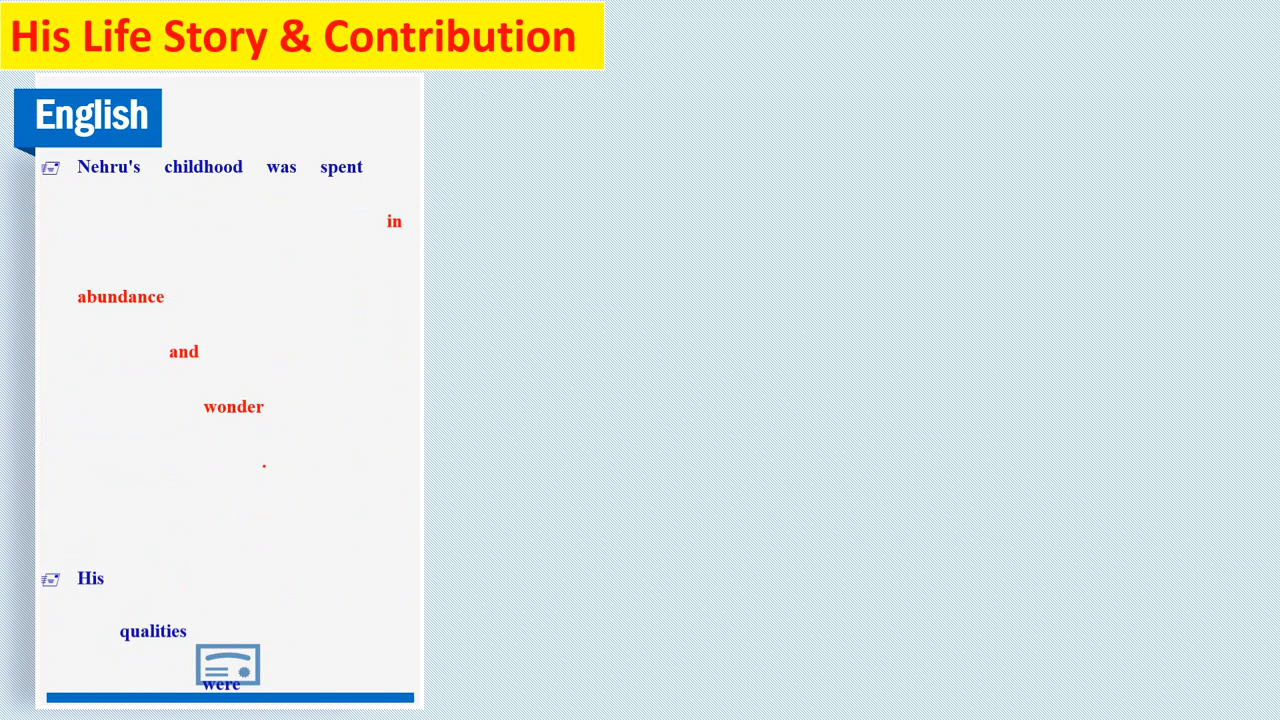 His Life Story & Contribution
English
Nehru's childhood was spent
in
abundance
and
wonder
.
His
qualities
were